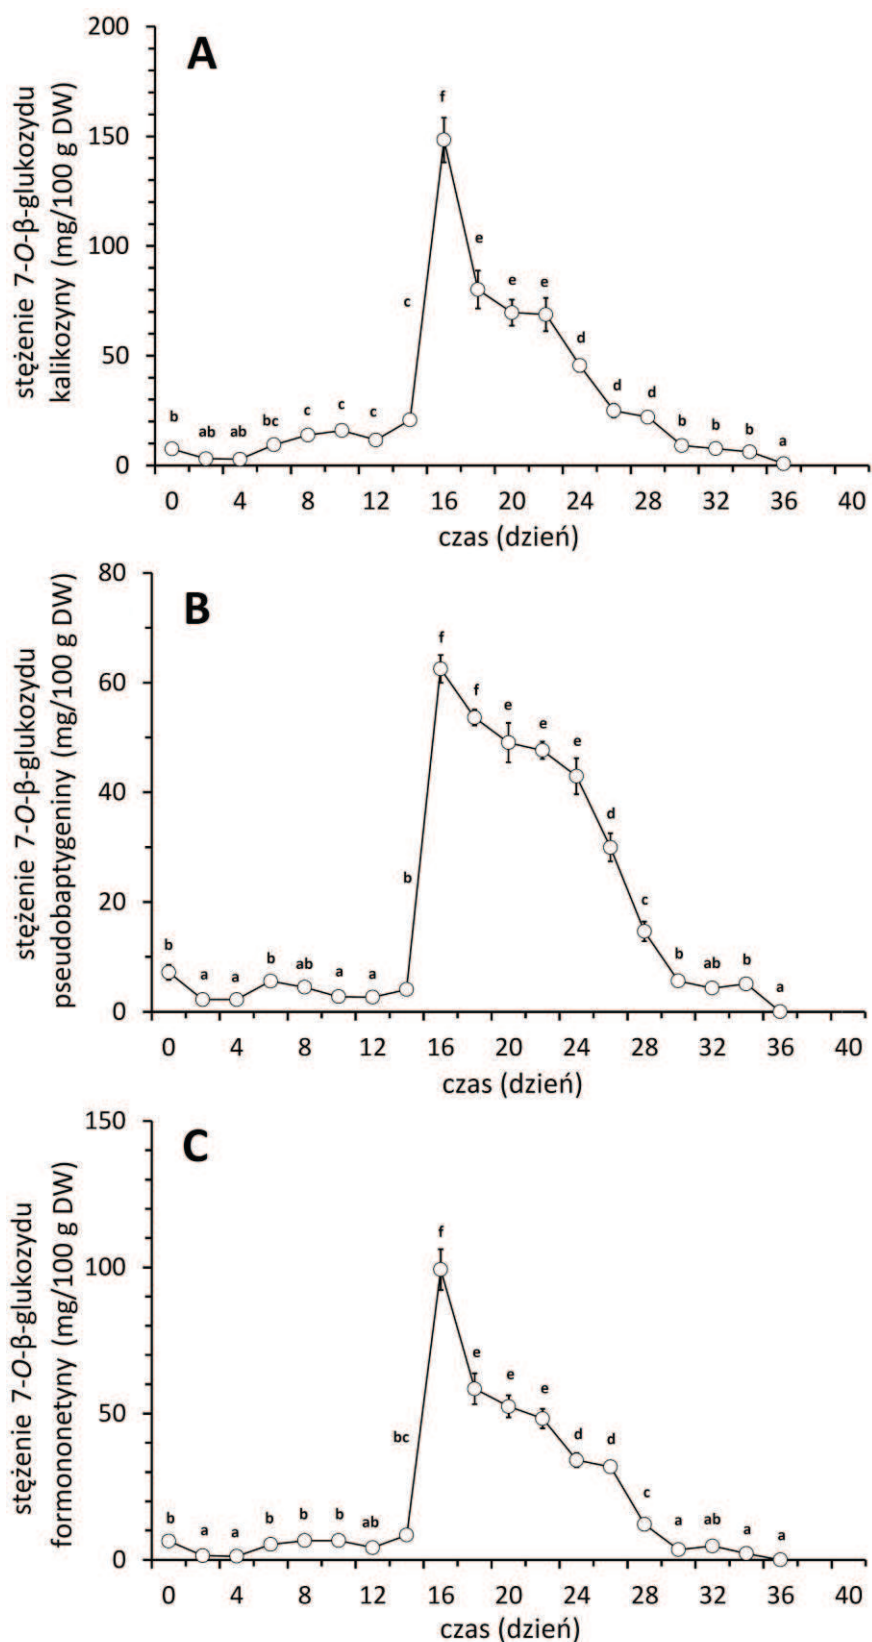 A
stężenie 7-O-β-glukozydu
kalikozyny (mg/100 g DW)
200
150
100
50
0
b ab ab bc c c c c f e e e d d d b b b a
0 4 8 12 16 20 24 28 32 36 40
czas (dzień)
B
stężenie 7-O-β-glukozydu
pseudobaptygeniny (mg/100 g DW)
80
60
40
20
0
b a a b ab a a b f f e e e d c b ab b a
0 4 8 12 16 20 24 28 32 36 40
czas (dzień)
C
stężenie 7-O-β-glukozydu
formononetyny (mg/100 g DW)
150
100
50
0
b a a b b b ab bc f e e e d d c a ab a a
0 4 8 12 16 20 24 28 32 36 40
czas (dzień)